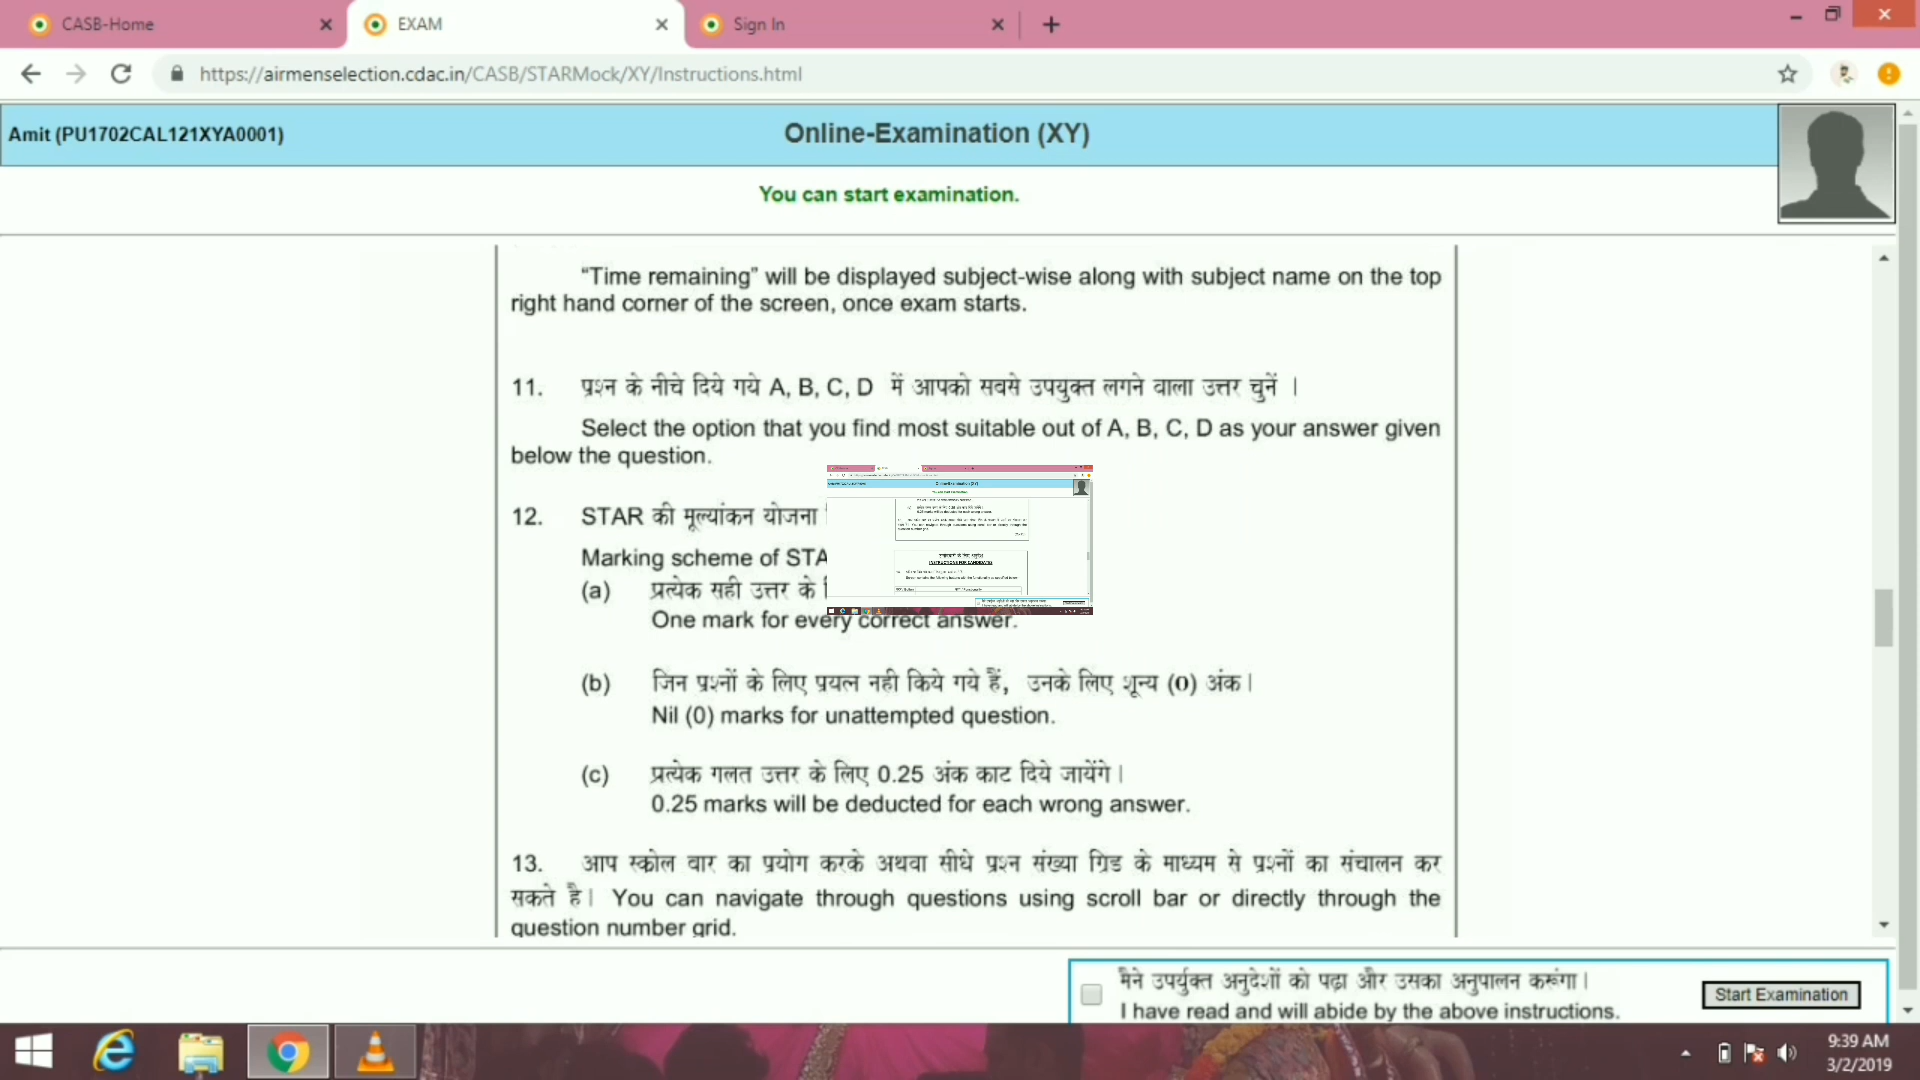 CASB-Home
EXAM
Sign In
https://airmenselection.cdac.in/CASB/STARMock/XY/Instructions.html
Amit (PU1702CAL121XYA0001)
Online-Examination (XY)
You can start examination.
“Time remaining” will be displayed subject-wise along with subject name on the top
right hand corner of the screen, once exam starts.
11. प्रश्न के नीचे दिये गये A, B, C, D में आपको सबसे उपयुक्त लगने वाला उत्तर चुनें ।
Select the option that you find most suitable out of A, B, C, D as your answer given
below the question.
12. STAR की मूल्यांकन योजना
Marking scheme of STA
(a) प्रत्येक सही उत्तर के
One mark for every correct answer.
(b) जिन प्रश्नों के लिए प्रयत्न नही किये गये हैं, उनके लिए शून्य (0) अंक।
Nil (0) marks for unattempted question.
(c) प्रत्येक गलत उत्तर के लिए 0.25 अंक काट दिये जायेंगे।
0.25 marks will be deducted for each wrong answer.
13. आप स्क्रोल वार का प्रयोग करके अथवा सीधे प्रश्न संख्या ग्रिड के माध्यम से प्रश्नों का संचालन कर
सकते है। You can navigate through questions using scroll bar or directly through the
question number grid.
Online-Examination (XY)
INSTRUCTIONS FOR CANDIDATES
मैने उपर्युक्त अनुदेशों को पढ़ा और उसका अनुपालन करूंगा।
I have read and will abide by the above instructions.
Start Examination
9:39 AM
3/2/2019